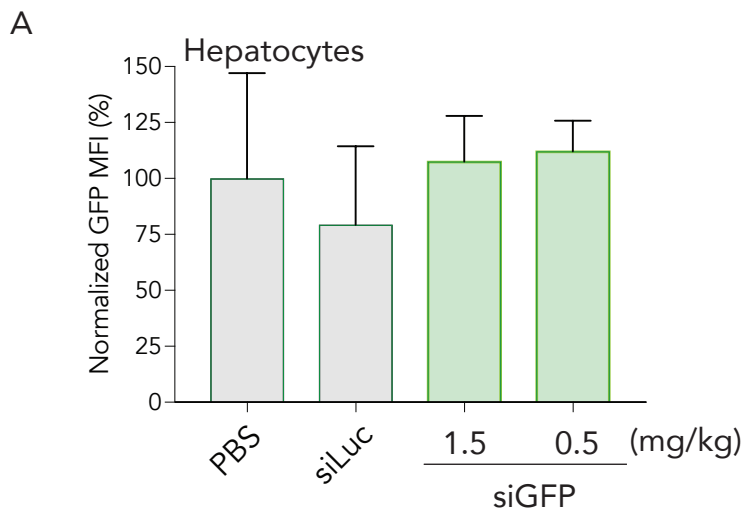 A
Hepatocytes
Normalized GFP MFI (%)
150
125
100
75
50
25
0
PBS
siLuc
1.5
0.5
(mg/kg)
siGFP